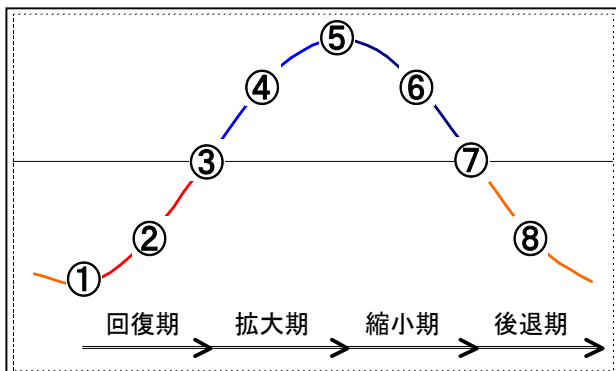 ⑤
④
⑥
③
⑦
②
⑧
①
回復期
拡大期
縮小期
後退期